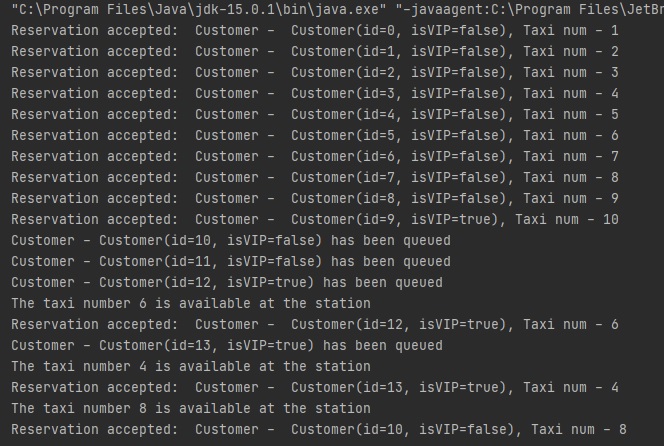 "C:\Program Files\Java\jdk-15.0.1\bin\java.exe" "-javaagent:C:\Program Files\JetBr
Reservation accepted:  Customer -  Customer(id=0, isVIP=false), Taxi num - 1
Reservation accepted:  Customer -  Customer(id=1, isVIP=false), Taxi num - 2
Reservation accepted:  Customer -  Customer(id=2, isVIP=false), Taxi num - 3
Reservation accepted:  Customer -  Customer(id=3, isVIP=false), Taxi num - 4
Reservation accepted:  Customer -  Customer(id=4, isVIP=false), Taxi num - 5
Reservation accepted:  Customer -  Customer(id=5, isVIP=false), Taxi num - 6
Reservation accepted:  Customer -  Customer(id=6, isVIP=false), Taxi num - 7
Reservation accepted:  Customer -  Customer(id=7, isVIP=false), Taxi num - 8
Reservation accepted:  Customer -  Customer(id=8, isVIP=false), Taxi num - 9
Reservation accepted:  Customer -  Customer(id=9, isVIP=true), Taxi num - 10
Customer - Customer(id=10, isVIP=false) has been queued
Customer - Customer(id=11, isVIP=false) has been queued
Customer - Customer(id=12, isVIP=true) has been queued
The taxi number 6 is available at the station
Reservation accepted:  Customer -  Customer(id=12, isVIP=true), Taxi num - 6
Customer - Customer(id=13, isVIP=true) has been queued
The taxi number 4 is available at the station
Reservation accepted:  Customer -  Customer(id=13, isVIP=true), Taxi num - 4
The taxi number 8 is available at the station
Reservation accepted:  Customer -  Customer(id=10, isVIP=false), Taxi num - 8